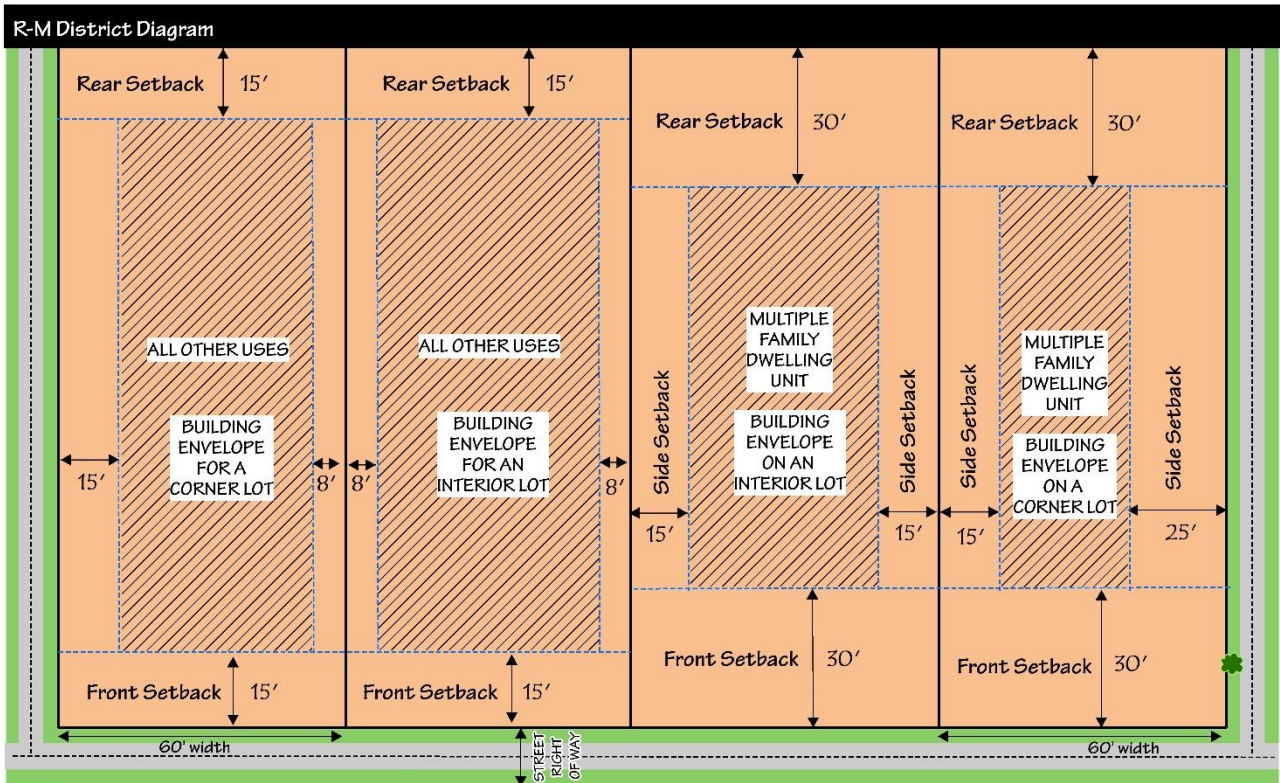 R-M District Diagram
Rear Setback 15'
Rear Setback 15'
Rear Setback 30'
Rear Setback 30'
ALL OTHER USES
BUILDING
ENVELOPE
FOR A
CORNER LOT
15'
8'
ALL OTHER USES
BUILDING
ENVELOPE
FOR AN
INTERIOR LOT
8'
8'
MULTIPLE
FAMILY
DWELLING
UNIT
BUILDING
ENVELOPE
ON AN
INTERIOR LOT
Side Setback
15'
Side Setback
15'
MULTIPLE
FAMILY
DWELLING
UNIT
BUILDING
ENVELOPE
ON A
CORNER LOT
Side Setback
15'
Side Setback
25'
Front Setback 15'
Front Setback 15'
Front Setback 30'
Front Setback 30'
60' width
STREET
RIGHT
OF WAY
60' width